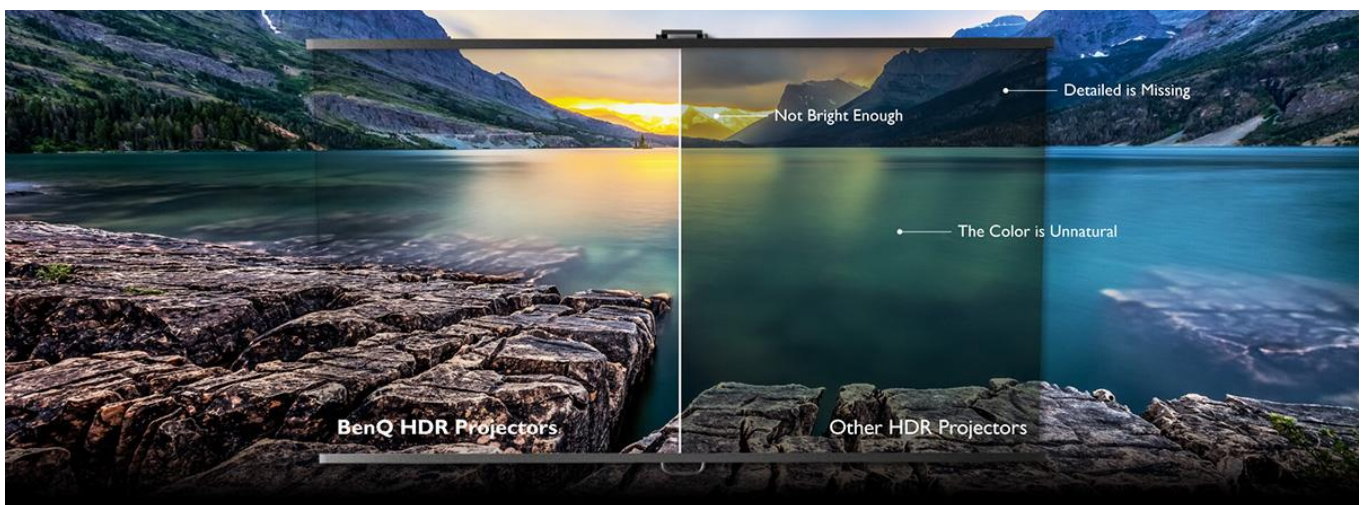 Detailed is Missing
Not Bright Enough
The Color is Unnatural
BenQ HDR Projectors
Other HDR Projectors